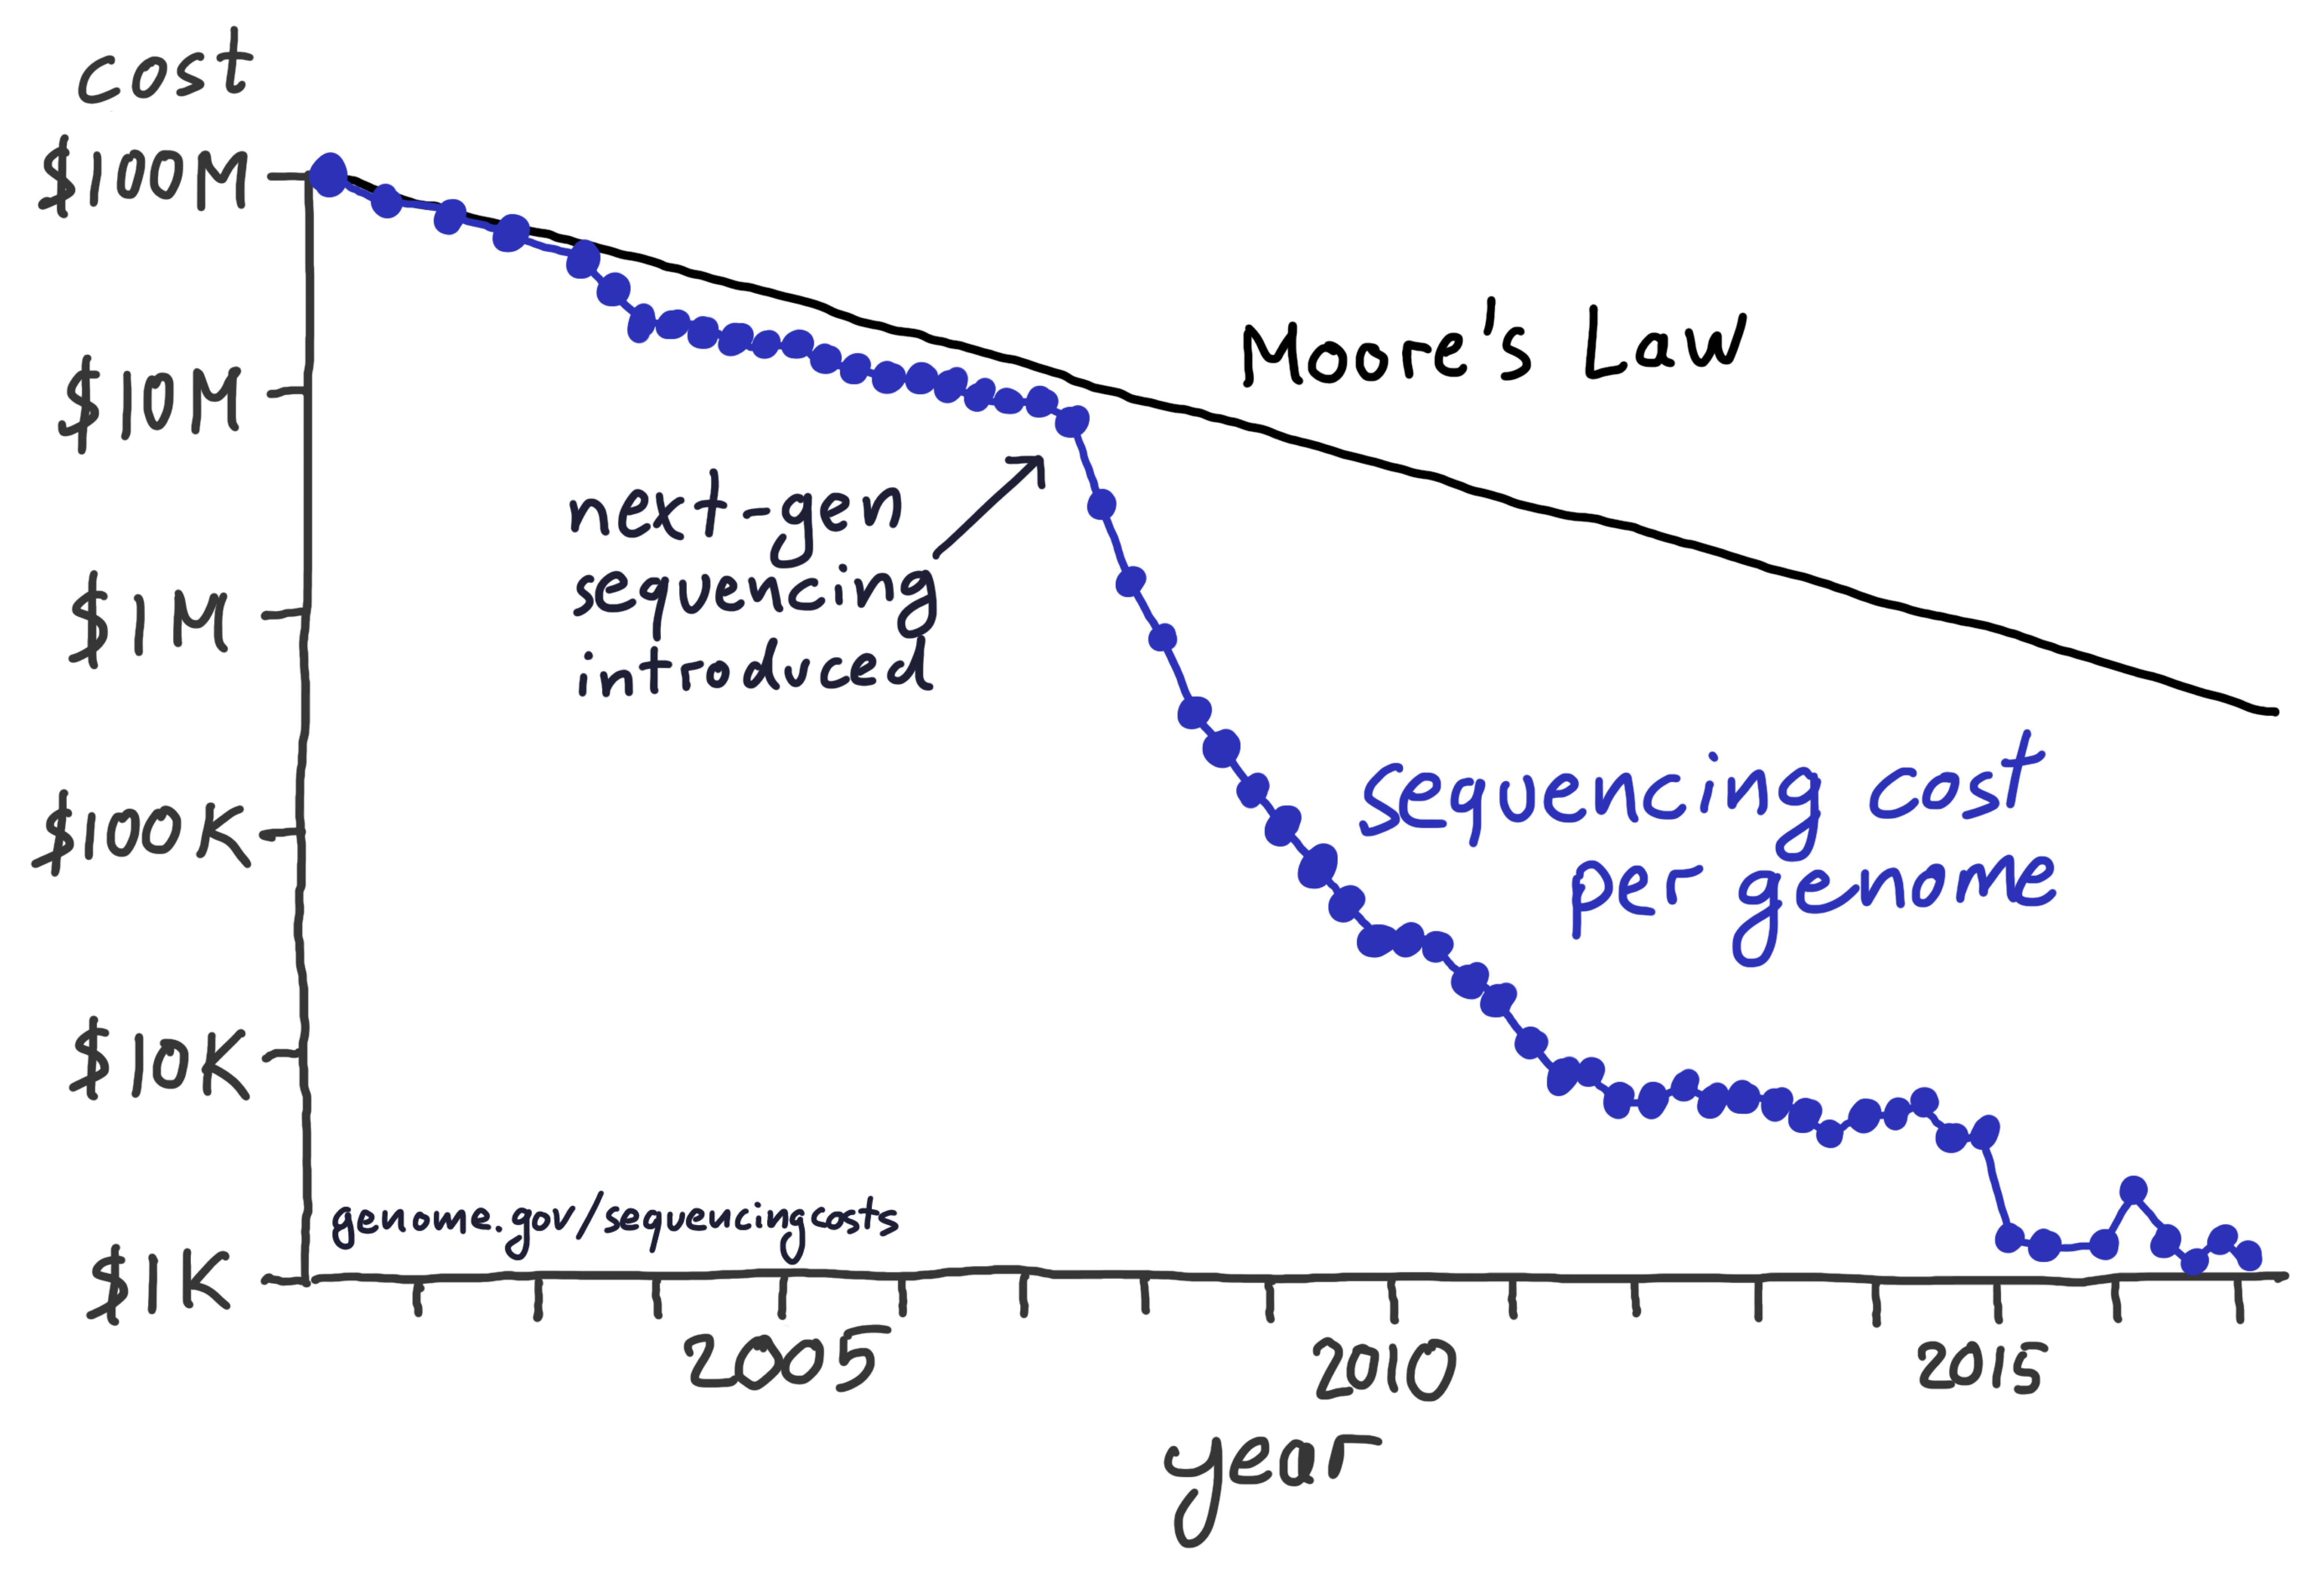 cost
$100M
$10M
$1M
$100K
$10K
$1K
Moore's Law
next-gen
sequencing
introduced
sequencing cost
per genome
genome.gov/sequencingcosts
2005
2010
2015
year